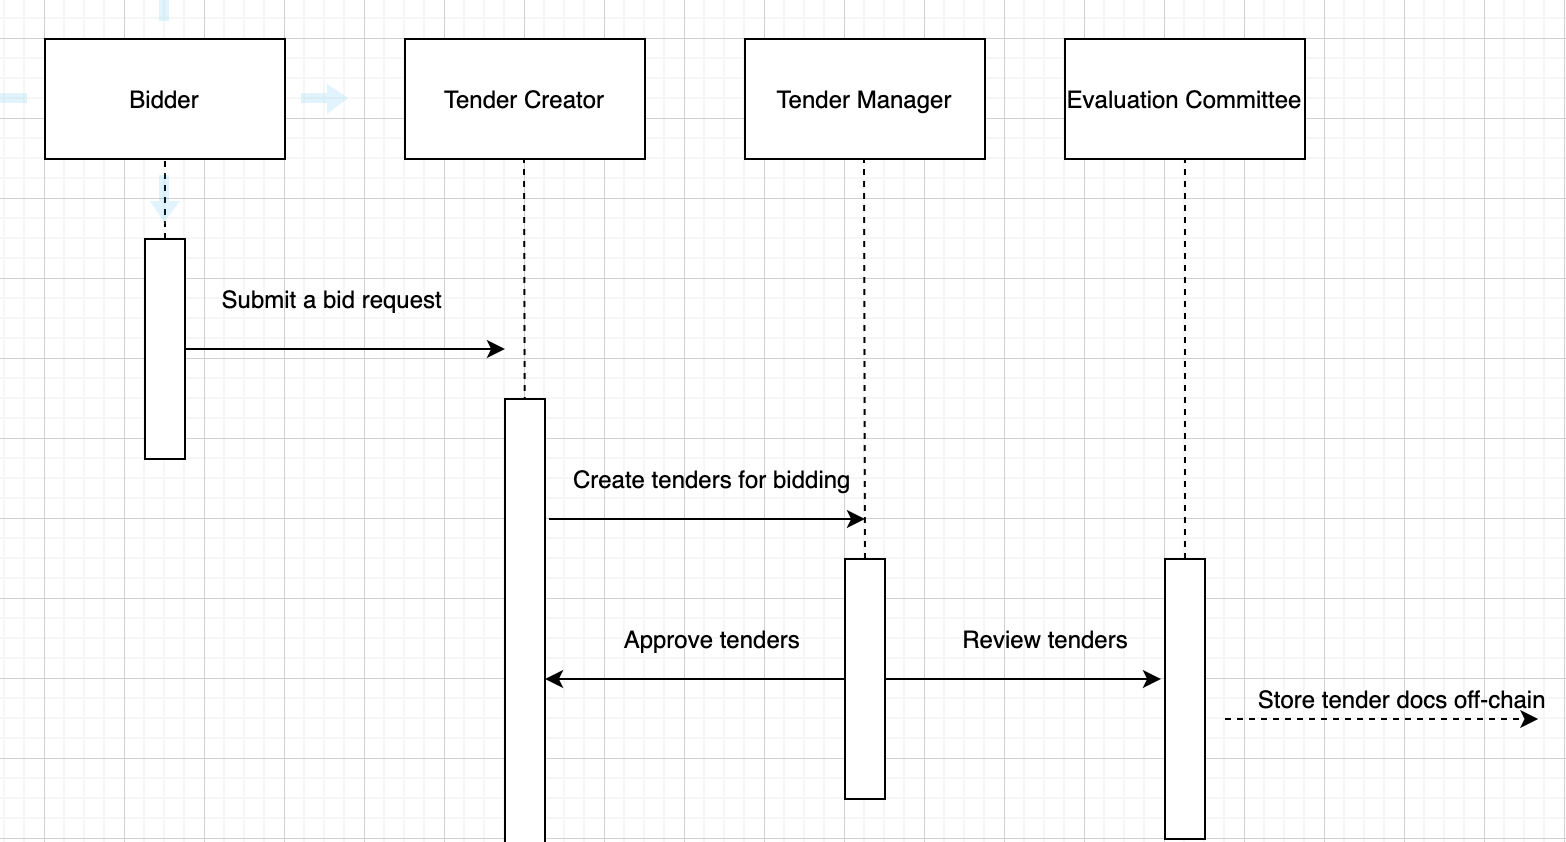 Bidder
Tender Creator
Tender Manager
Evaluation Committee
Submit a bid request
Create tenders for bidding
Approve tenders
Review tenders
Store tender docs off-chain